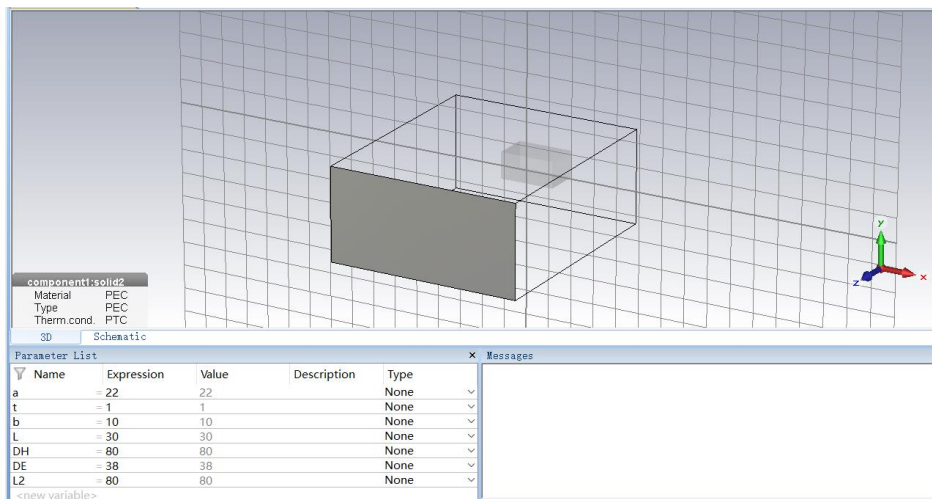 y
x
z
component1:solid2
Material PEC
Type PEC
Therm.cond. PTC
3D Schematic
Parameter List × Messages
Name Expression Value Description Type
a = 22 22 None
t = 1 1 None
b = 10 10 None
L = 30 30 None
DH = 80 80 None
DE = 38 38 None
L2 = 80 80 None
<new variable>